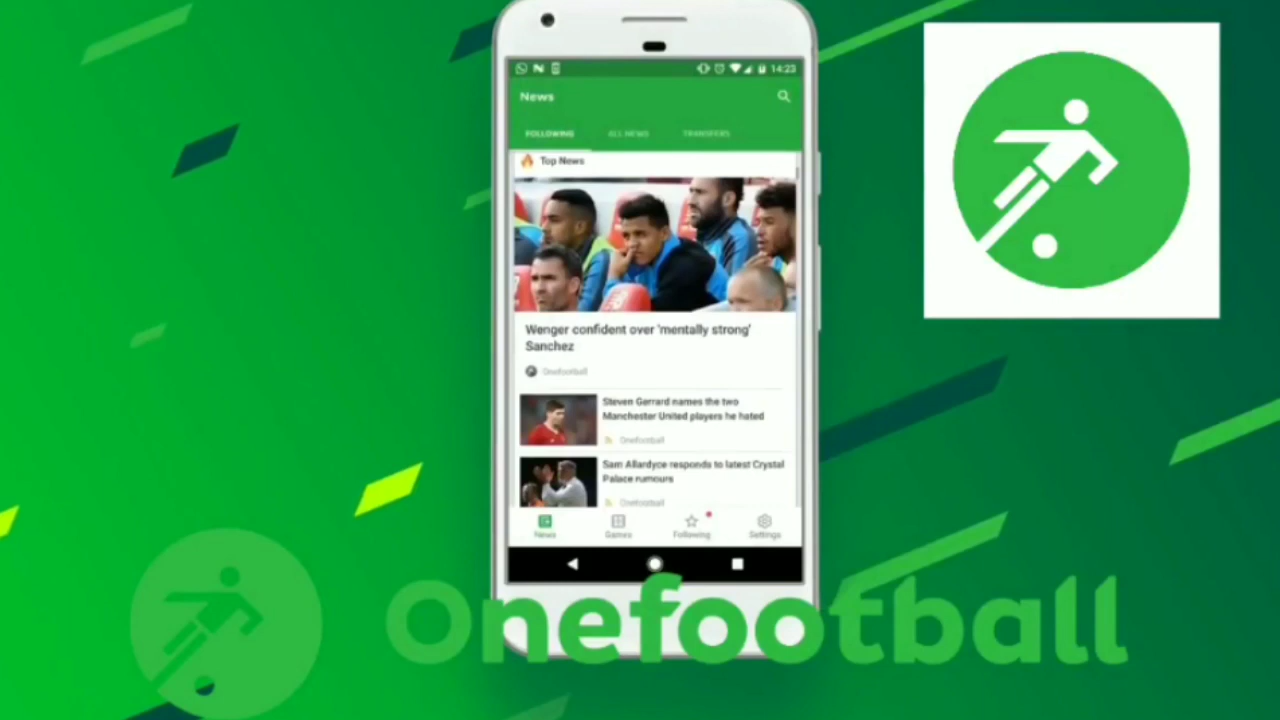 14:23
News
FOLLOWING
ALL NEWS
TRANSFERS
Top News
Wenger confident over 'mentally strong'
Sanchez
Onefootball
Steven Gerrard names the two
Manchester United players he hated
Onefootball
Sam Allardyce responds to latest Crystal
Palace rumours
Onefootball
News
Games
Following
Settings
Onefootball